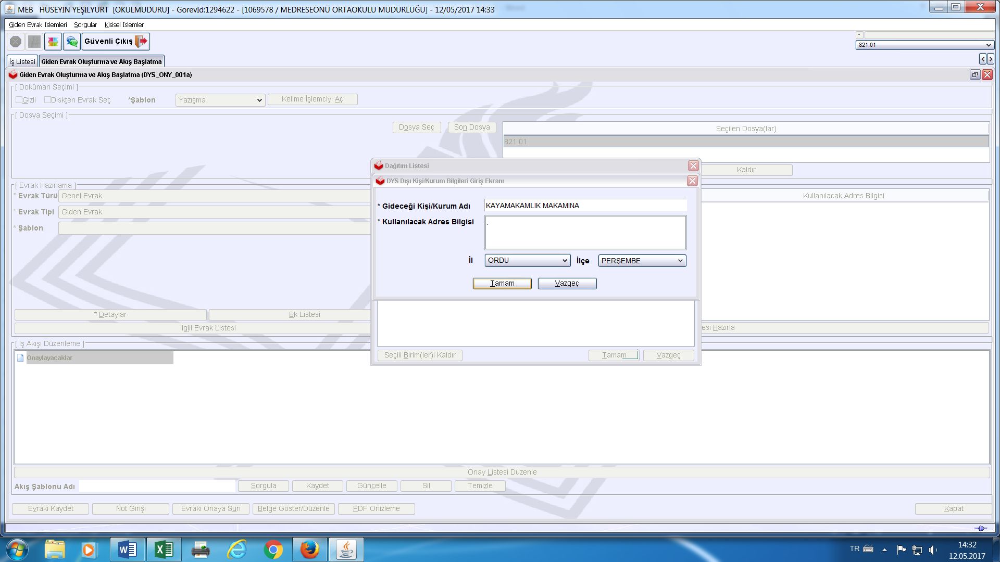 MEB HÜSEYİN YEŞİLYURT [OKULMUDURU] - GorevId:1294622 - [1069578 / MEDRESEÖNÜ ORTAOKULU MÜDÜRLÜĞÜ] - 12/05/2017 14:33
Giden Evrak Islemleri Sorgular Kisisel Islemler
Güvenli Çıkış
821.01
İş Listesi Giden Evrak Oluşturma ve Akış Başlatma
Giden Evrak Oluşturma ve Akış Başlatma (DYS_ONY_001a)
[ Doküman Seçimi ]
Gizli Diskten Evrak Seç *Şablon Yazışma Kelime İşlemciyi Aç
[ Dosya Seçimi ]
Dosya Seç Son Dosya Seçilen Dosya(lar)
821.01
Kaldır
Dağıtım Listesi
DYS Dışı Kişi/Kurum Bilgileri Giriş Ekranı
* Gideceği Kişi/Kurum Adı KAYAMAKAMLIK MAKAMINA
* Kullanılacak Adres Bilgisi .
İl ORDU İlçe PERŞEMBE
Tamam Vazgeç
Seçili Birim(ler)i Kaldır Tamam Vazgeç
[ Evrak Hazırlama ]
* Evrak Türü Genel Evrak Kullanılacak Adres Bilgisi
* Evrak Tipi Giden Evrak
* Şablon
* Detaylar Ek Listesi
İlgili Evrak Listesi esi Hazırla
[ İş Akışı Düzenleme ]
Onaylayacaklar
Onay Listesi Düzenle
Akış Şablonu Adı Sorgula Kaydet Güncelle Sil Temizle
Evrakı Kaydet Not Girişi Evrakı Onaya Sun Belge Göster/Düzenle PDF Önizleme Kapat
TR 14:32
12.05.2017